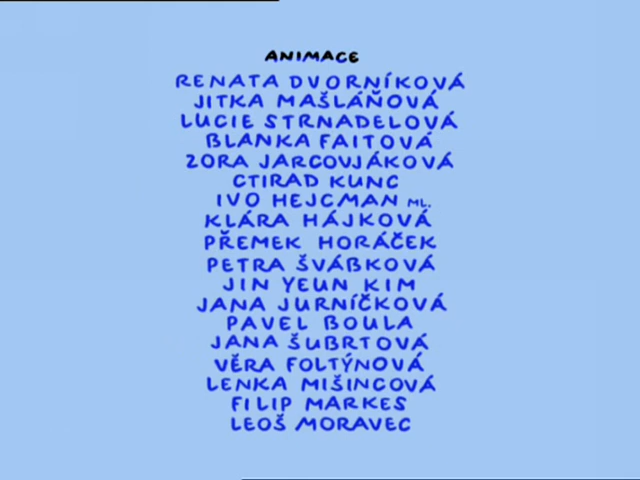 ANIMACE
RENATA DVORNÍKOVÁ
JITKA MAŠLÁŇOVÁ
LUCIE STRNADELOVÁ
BLANKA FAITOVÁ
ZORA JARCOVJÁKOVÁ
CTIRAD KUNC
IVO HEJCMAN ML.
KLÁRA HÁJKOVÁ
PŘEMEK HORÁČEK
PETRA ŠVÁBKOVÁ
JIN YEUN KIM
JANA JURNÍČKOVÁ
PAVEL BOULA
JANA ŠUBRTOVÁ
VĚRA FOLTÝNOVÁ
LENKA MIŠINCOVÁ
FILIP MARKES
LEOŠ MORAVEC